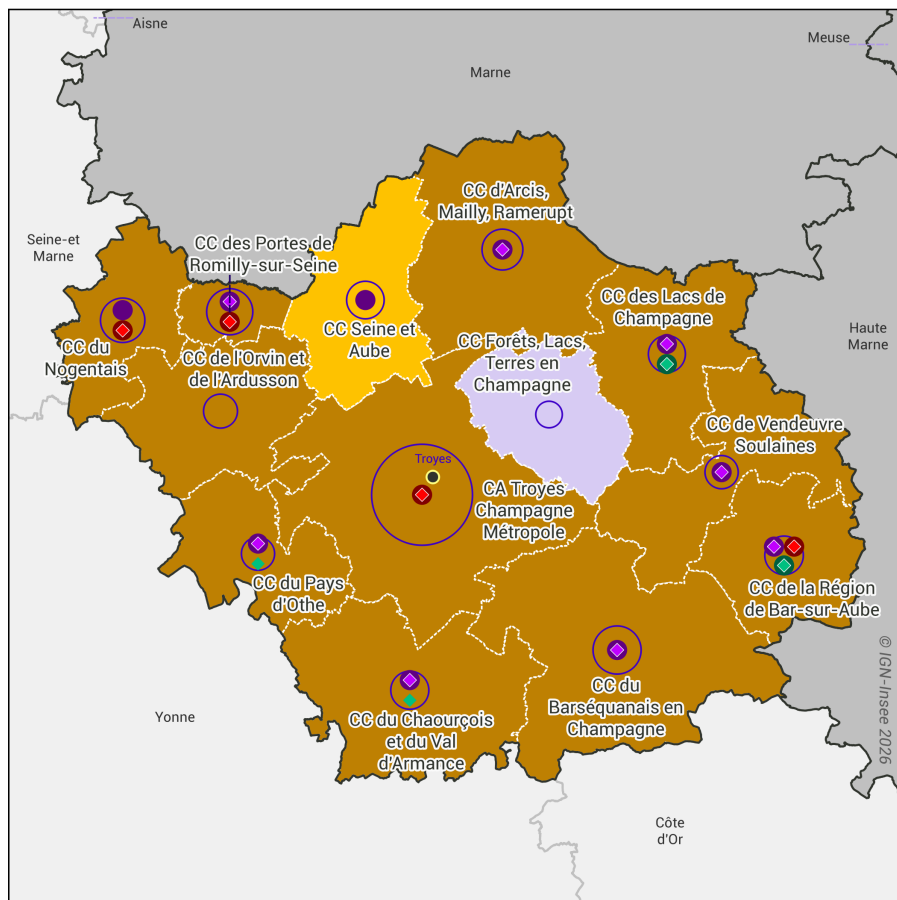 Aisne
Meuse
Marne
CC d'Arcis,
Mailly, Ramerupt
Seine-et
Marne
CC des Portes de
Romilly-sur-Seine
CC des Lacs de
Champagne
Haute
Marne
CC Seine et
Aube
CC Forêts, Lacs,
Terres en
Champagne
CC du
Nogentais
CC de l'Orvin et
de l'Ardusson
CC de Vendeuvre
Soulaines
Troyes
CA Troyes
Champagne
Métropole
CC du Pays
d'Othe
CC de la Région
de Bar-sur-Aube
CC du
Barséquanais en
Champagne
CC du Chaourçois
et du Val
d'Armance
Yonne
Côte
d'Or
© IGN-Insee 2026